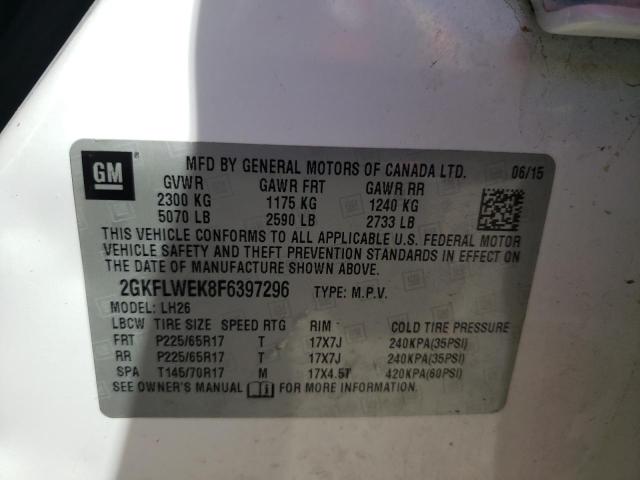 GM MFD BY GENERAL MOTORS OF CANADA LTD. 06/15
GVWR GAWR FRT GAWR RR
2300 KG 1175 KG 1240 KG
5070 LB 2590 LB 2733 LB
THIS VEHICLE CONFORMS TO ALL APPLICABLE U.S. FEDERAL MOTOR
VEHICLE SAFETY AND THEFT PREVENTION STANDARDS IN EFFECT ON
THE DATE OF MANUFACTURE SHOWN ABOVE.
2GKFLWEK8F6397296 TYPE: M.P.V.
MODEL: LH26
LBCW TIRE SIZE SPEED RTG RIM COLD TIRE PRESSURE
FRT P225/65R17 T 17X7J 240KPA(35PSI)
RR P225/65R17 T 17X7J 240KPA(35PSI)
SPA T145/70R17 M 17X4.5T 420KPA(60PSI)
SEE OWNER'S MANUAL FOR MORE INFORMATION